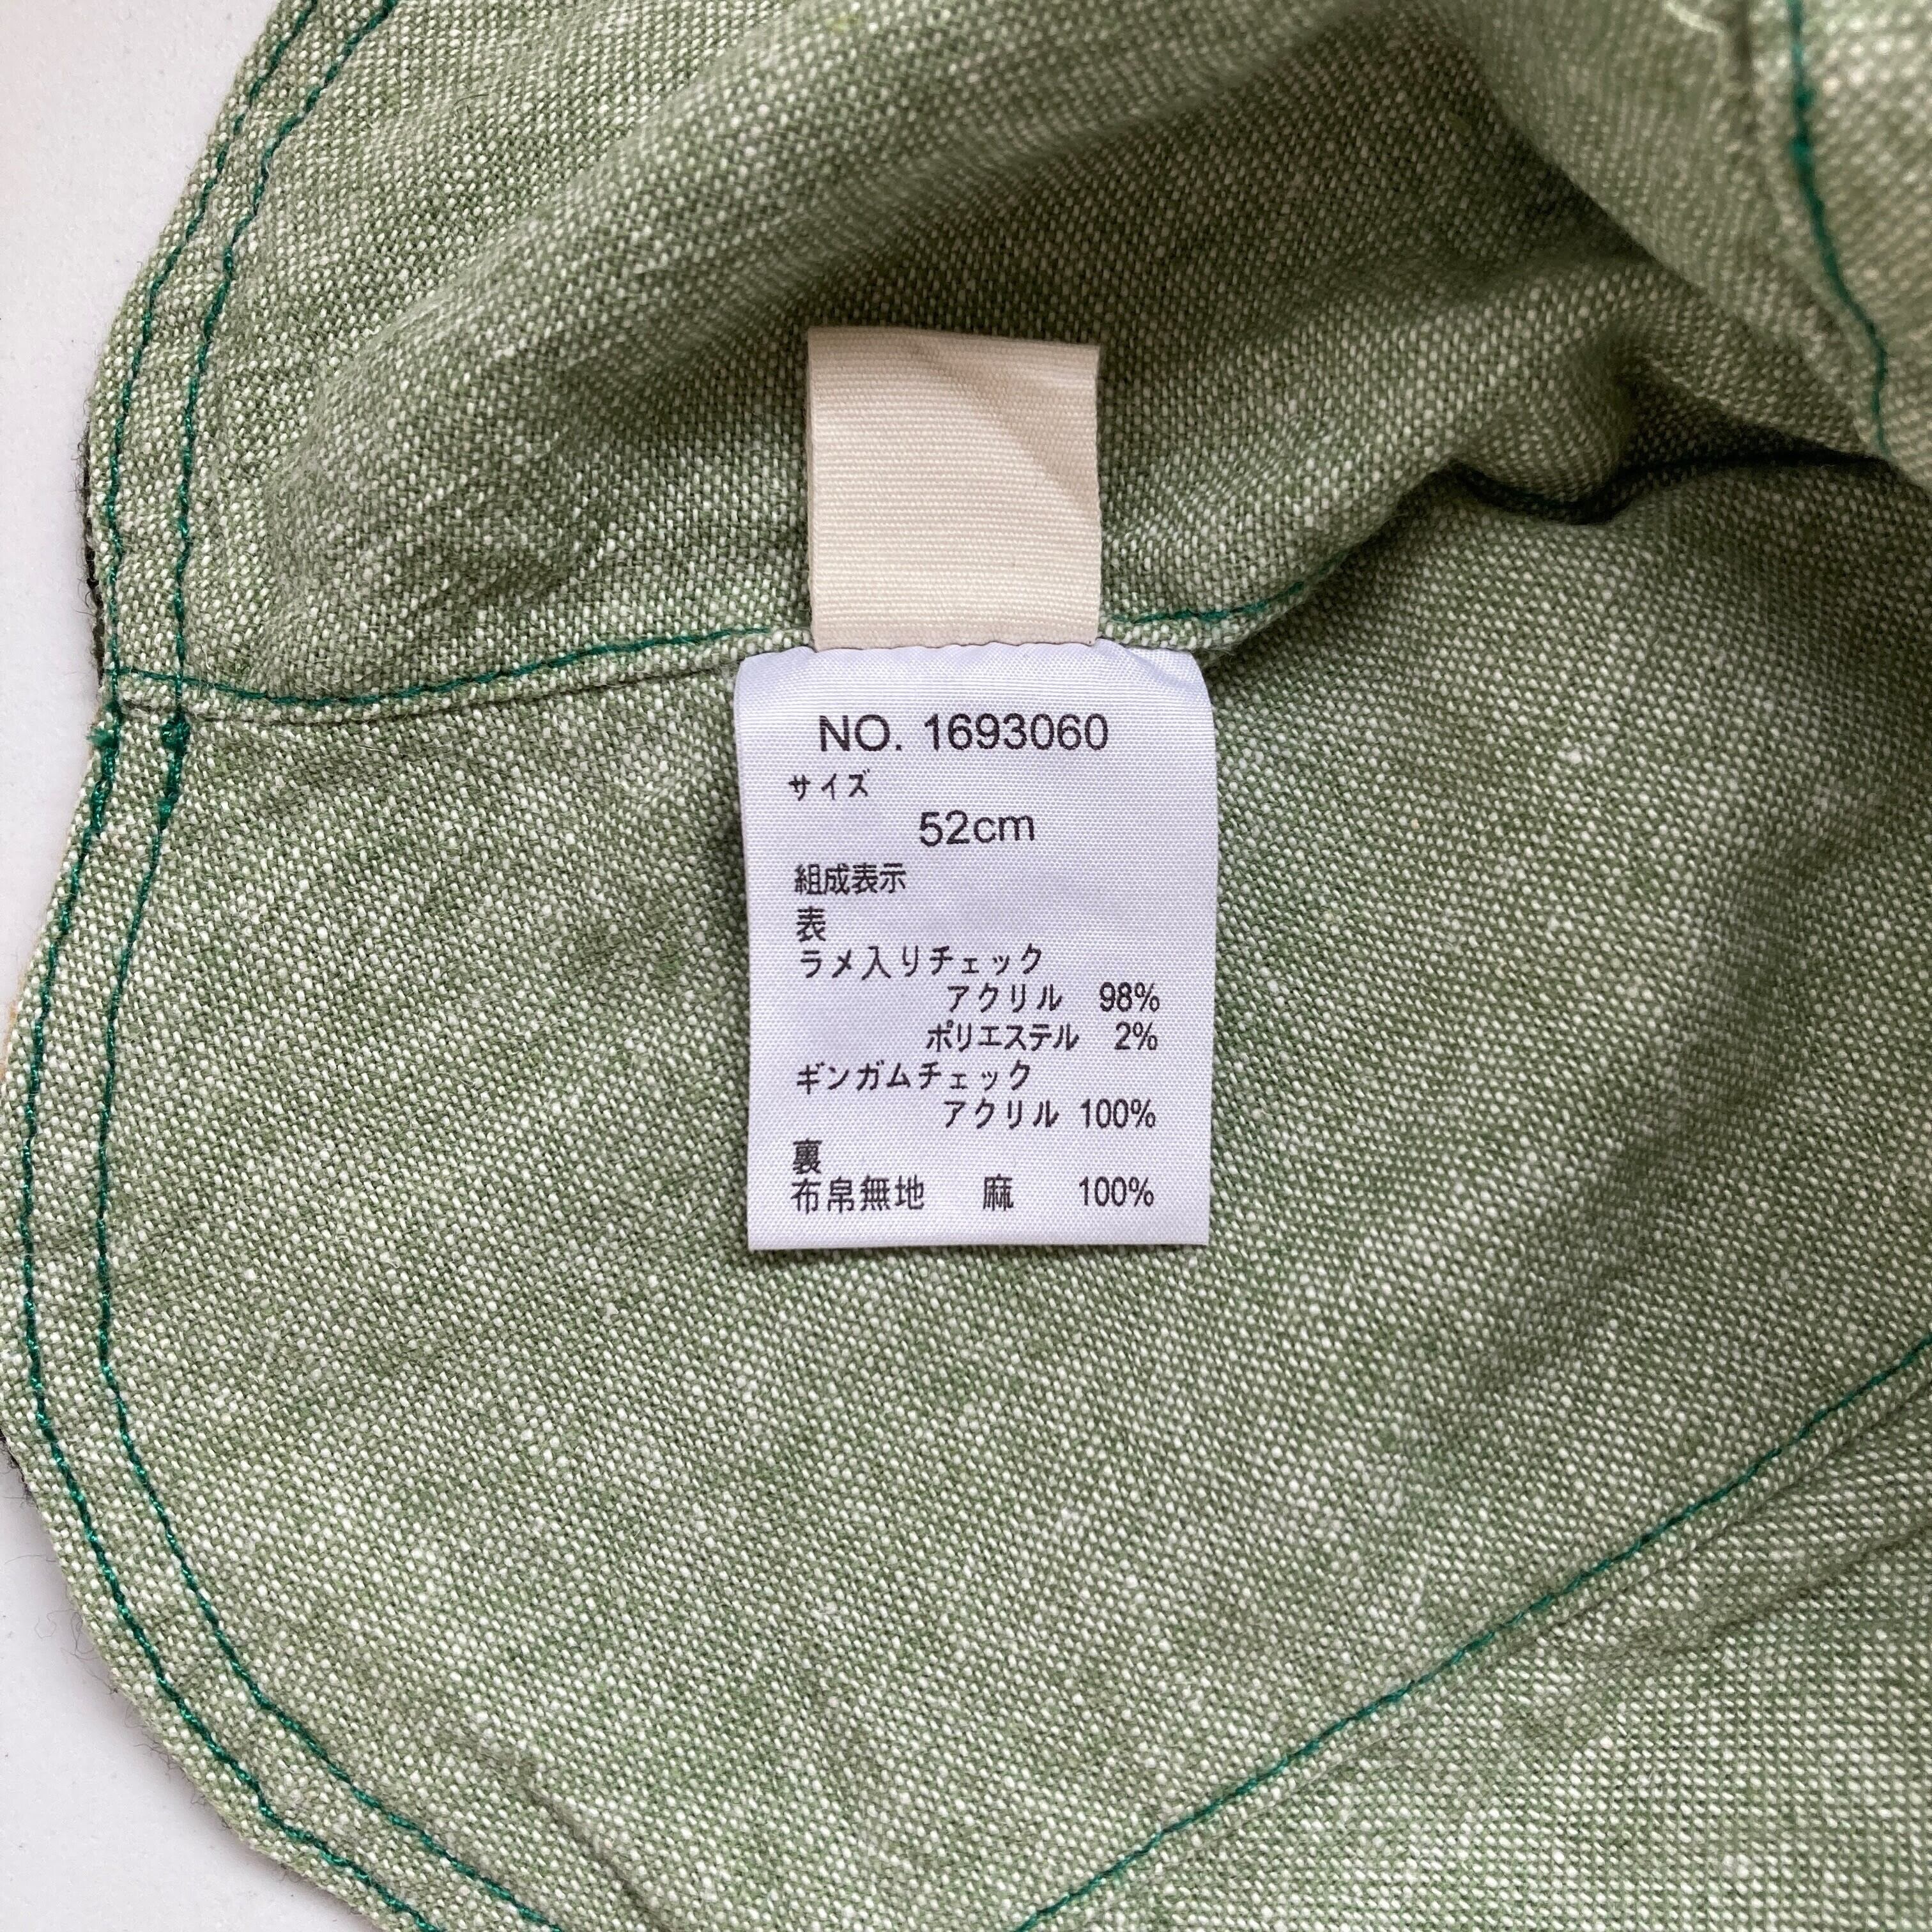 NO. 1693060
サイズ
52cm
組成表示
表
ラメ入りチェック
アクリル 98%
ポリエステル 2%
ギンガムチェック
アクリル 100%
裏
布帛無地 麻 100%